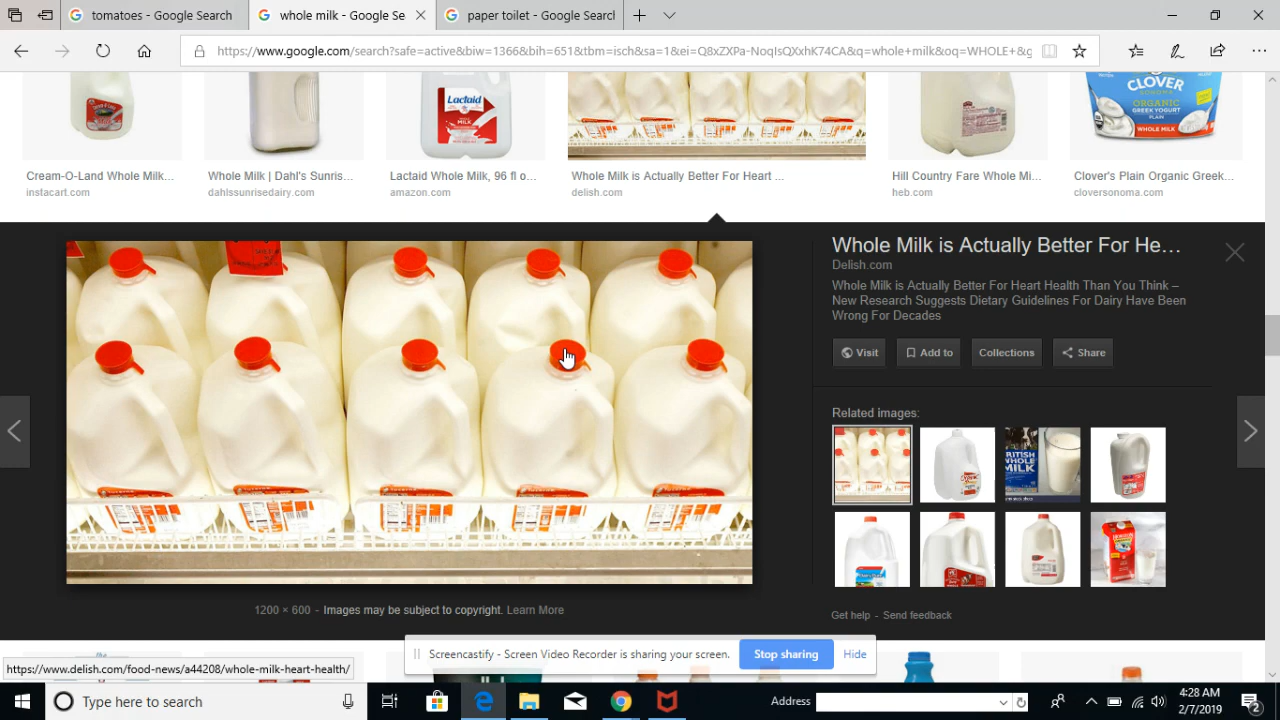 tomatoes - Google Search
whole milk - Google Se
paper toilet - Google Search
https://www.google.com/search?safe=active&biw=1366&bih=651&tbm=isch&sa=1&ei=Q8xZXPa-NoqIsQXxhK74CA&q=whole+milk&oq=WHOLE+&g
Lactaid
MILK
CLOVER
SONOMA
ORGANIC
GREEK YOGURT
PLAIN
WHOLE MILK
Cream-O-Land Whole Milk...
instacart.com
Whole Milk | Dahl's Sunris...
dahlssunrisedairy.com
Lactaid Whole Milk, 96 fl o...
amazon.com
Whole Milk is Actually Better For Heart ...
delish.com
Hill Country Fare Whole Mi...
heb.com
Clover's Plain Organic Greek...
cloversonoma.com
Whole Milk is Actually Better For He...
Delish.com
Whole Milk is Actually Better For Heart Health Than You Think –
New Research Suggests Dietary Guidelines For Dairy Have Been
Wrong For Decades
Visit
Add to
Collections
Share
Related images:
RITISH
WHOLE
MILK
1200 × 600 - Images may be subject to copyright. Learn More
Get help - Send feedback
Screencastify - Screen Video Recorder is sharing your screen.
Stop sharing
Hide
https://www.delish.com/food-news/a44208/whole-milk-heart-health/
Type here to search
Address
4:28 AM
2/7/2019
2